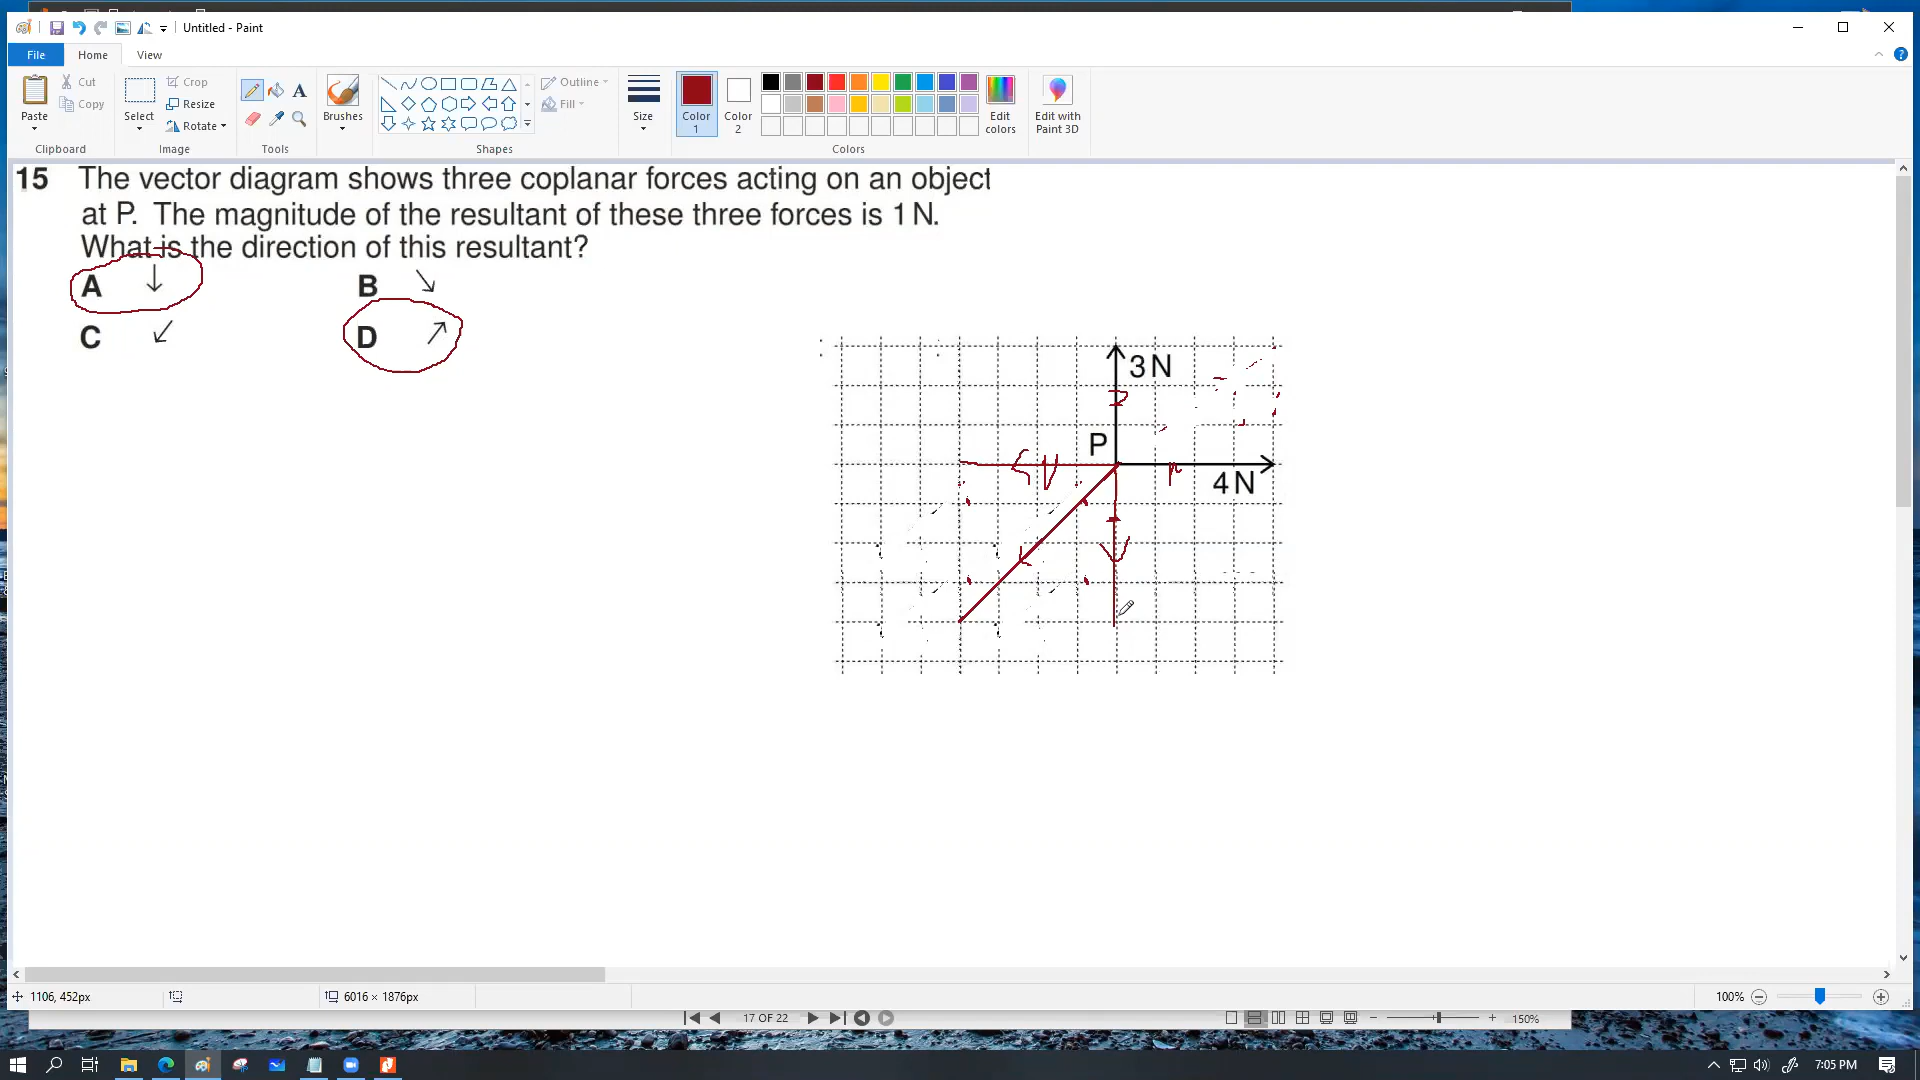 Untitled - Paint
File Home View
Paste Cut Copy Clipboard
Select Crop Resize Rotate Image
Tools
Brushes
Outline Fill Shapes
Size
Color 1 Color 2 Edit colors Colors
Edit with Paint 3D
15 The vector diagram shows three coplanar forces acting on an object
at P. The magnitude of the resultant of these three forces is 1 N.
What is the direction of this resultant?
A ↓ B ↘
C ↙ D ↗
3 N
P
4 N
1106, 452px 6016 × 1876px 100%
17 OF 22 150%
7:05 PM